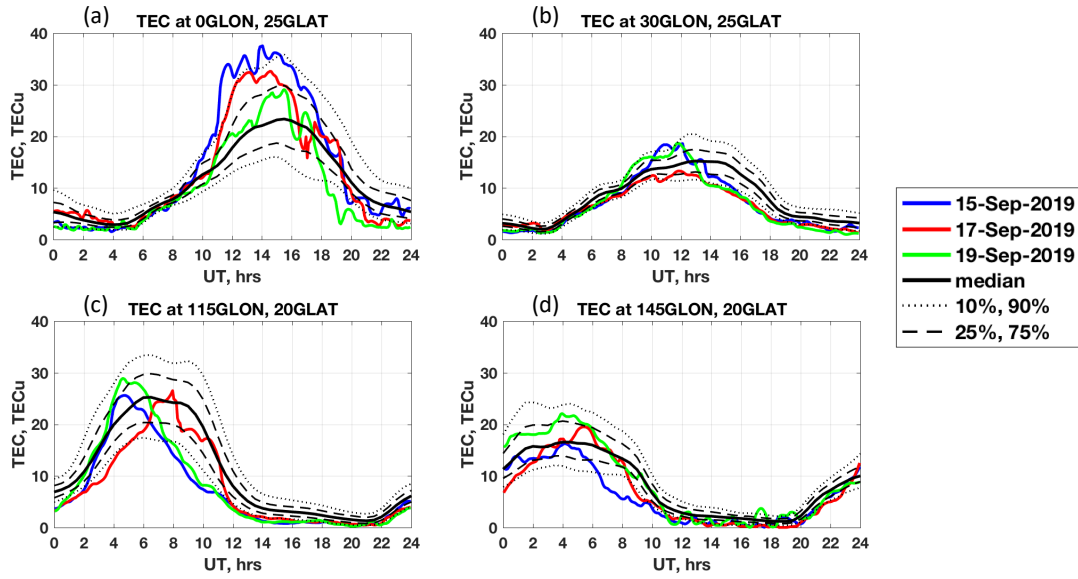 (a)
TEC at 0GLON, 25GLAT
40
30
20
10
0
TEC, TECu
0 2 4 6 8 10 12 14 16 18 20 22 24
UT, hrs
(b)
TEC at 30GLON, 25GLAT
40
30
20
10
0
TEC, TECu
0 2 4 6 8 10 12 14 16 18 20 22 24
UT, hrs
(c)
TEC at 115GLON, 20GLAT
40
30
20
10
0
TEC, TECu
0 2 4 6 8 10 12 14 16 18 20 22 24
UT, hrs
(d)
TEC at 145GLON, 20GLAT
40
30
20
10
0
TEC, TECu
0 2 4 6 8 10 12 14 16 18 20 22 24
UT, hrs
15-Sep-2019
17-Sep-2019
19-Sep-2019
median
10%, 90%
25%, 75%